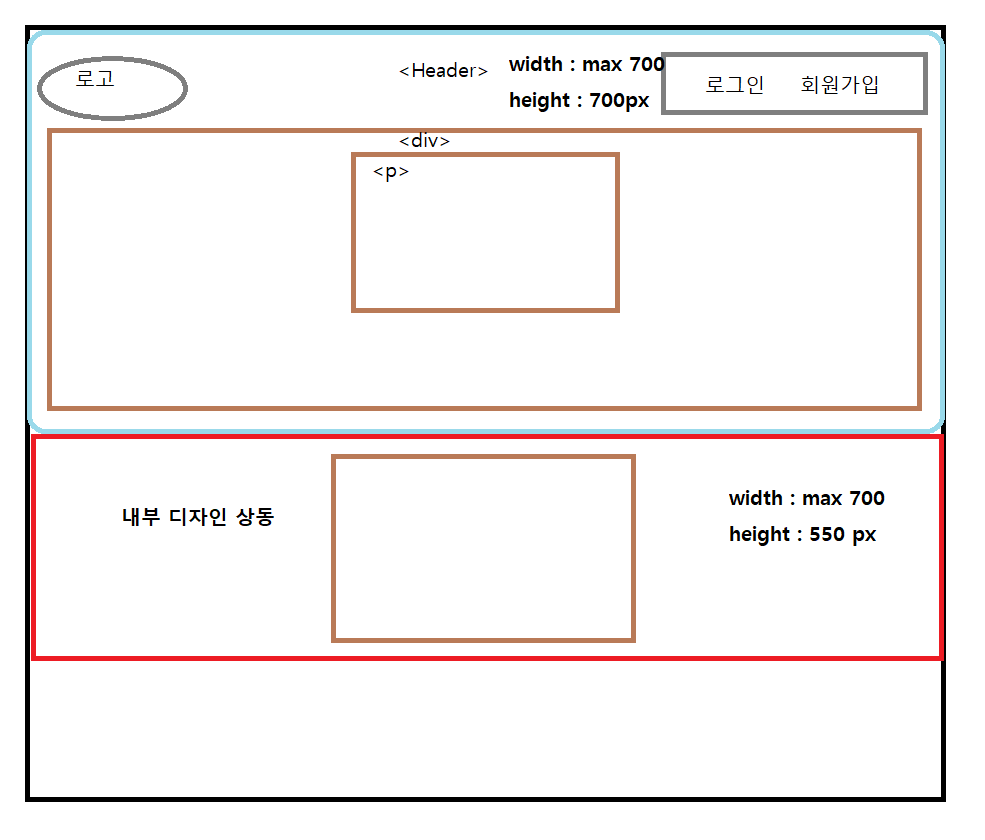 로고
<Header>
width : max 700
height : 700px
로그인 회원가입
<div>
<p>
내부 디자인 상동
width : max 700
height : 550 px